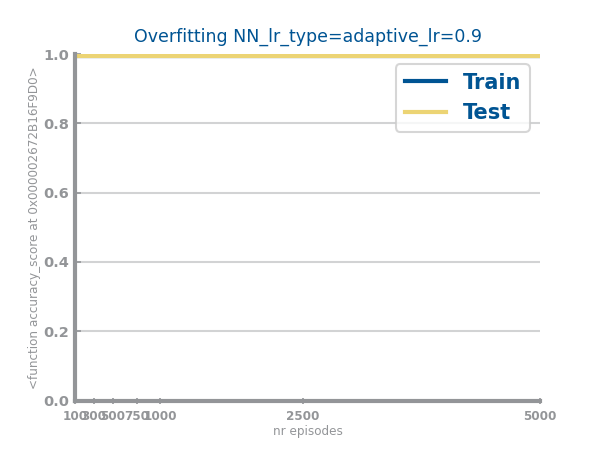 Overfitting NN_lr_type=adaptive_lr=0.9
<function accuracy_score at 0x000002672B16F9D0>
1.0
0.8
0.6
0.4
0.2
0.0
Train
Test
100 300 500 750 1000 2500 5000
nr episodes